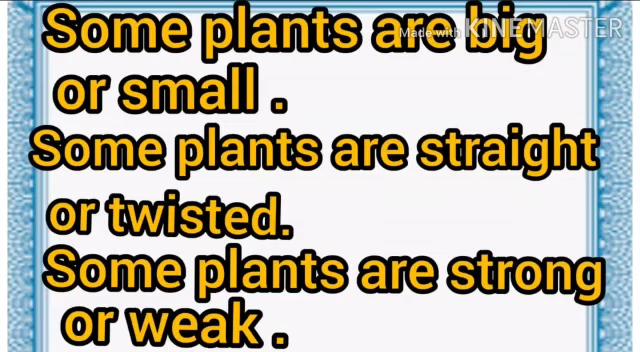 Some plants are big
Made with KINEMASTER
or small .
Some plants are straight
or twisted.
Some plants are strong
or weak .